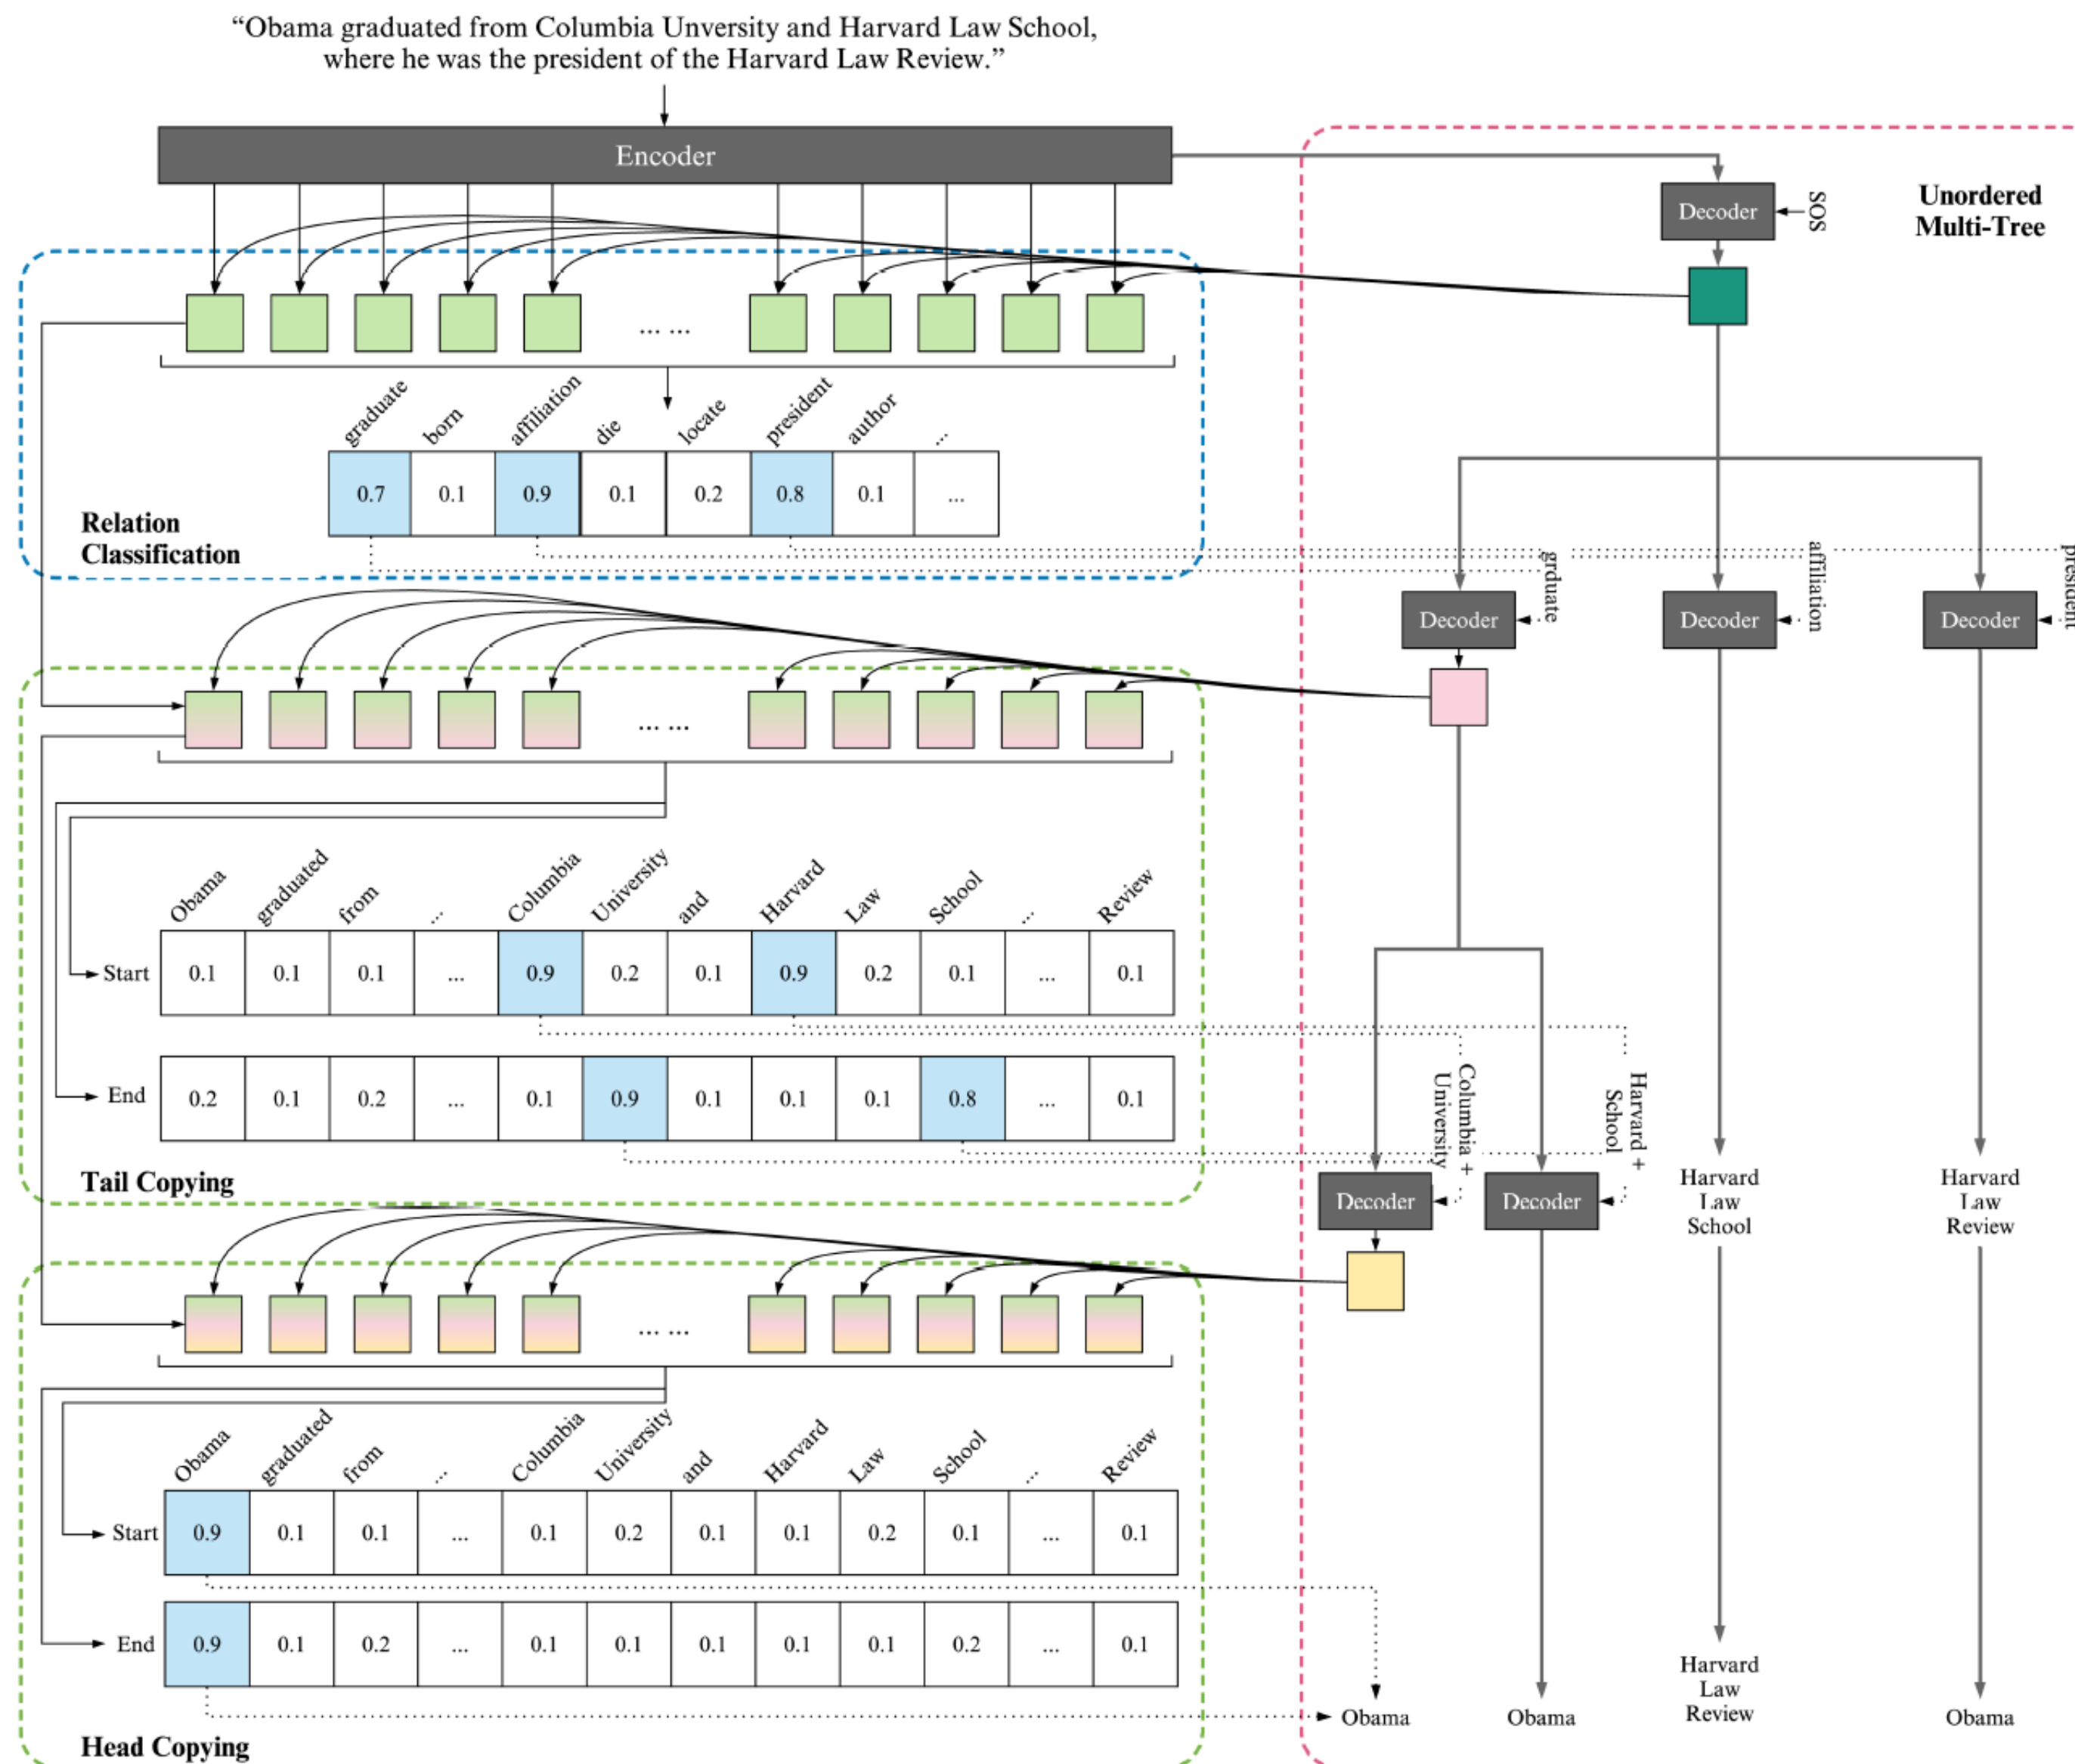 “Obama graduated from Columbia Unversity and Harvard Law School,
where he was the president of the Harvard Law Review.”
Encoder
Decoder
SOS
Unordered
Multi-Tree
... ...
graduate born affiliation die locate president author ...
0.7 0.1 0.9 0.1 0.2 0.8 0.1 ...
Relation
Classification
grduate
affiliation
president
Decoder Decoder Decoder
... ...
Obama graduated from ... Columbia University and Harvard Law School ... Review
Start 0.1 0.1 0.1 ... 0.9 0.2 0.1 0.9 0.2 0.1 ... 0.1
End 0.2 0.1 0.2 ... 0.1 0.9 0.1 0.1 0.1 0.8 ... 0.1
Columbia +
University
Harvard +
School
Tail Copying
Decoder Decoder
Harvard
Law
School
Harvard
Law
Review
... ...
Obama graduated from ... Columbia University and Harvard Law School ... Review
Start 0.9 0.1 0.1 ... 0.1 0.2 0.1 0.1 0.2 0.1 ... 0.1
End 0.9 0.1 0.2 ... 0.1 0.1 0.1 0.1 0.1 0.2 ... 0.1
Head Copying
Obama
Obama
Harvard
Law
Review
Obama